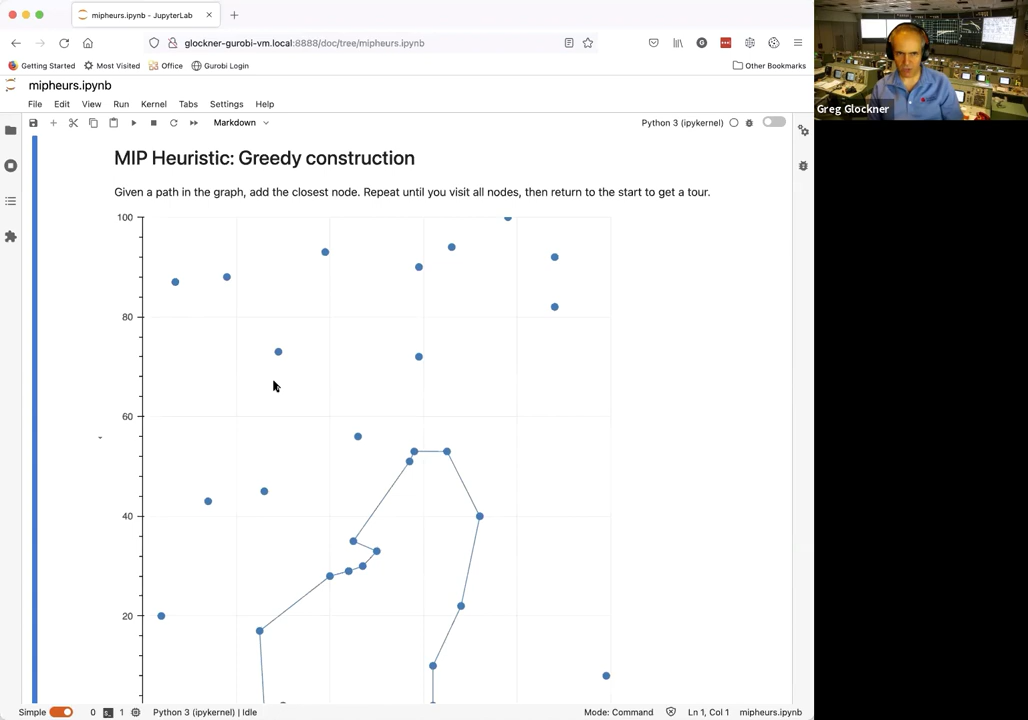 mipheurs.ipynb - JupyterLab
glockner-gurobi-vm.local:8888/doc/tree/mipheurs.ipynb
Getting Started Most Visited Office Gurobi Login Other Bookmarks
mipheurs.ipynb
File Edit View Run Kernel Tabs Settings Help
Markdown Python 3 (ipykernel)
Greg Glockner
MIP Heuristic: Greedy construction
Given a path in the graph, add the closest node. Repeat until you visit all nodes, then return to the start to get a tour.
100
80
60
40
20
Simple 0 1 Python 3 (ipykernel) | Idle Mode: Command Ln 1, Col 1 mipheurs.ipynb